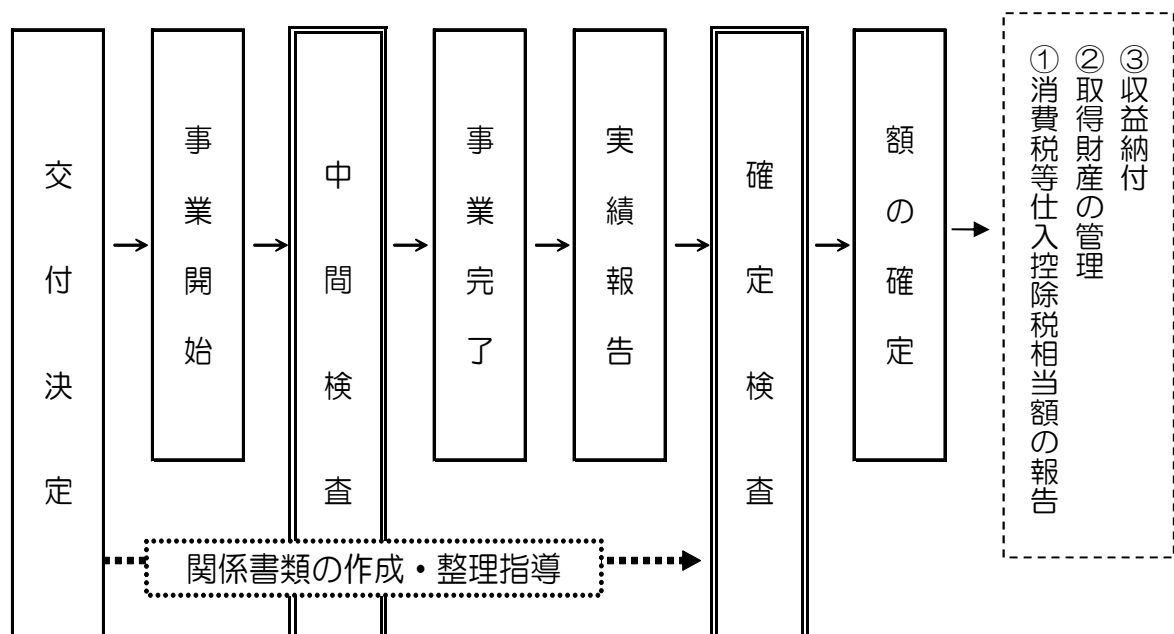 交付決定
事業開始
中間検査
事業完了
実績報告
確定検査
額の確定
①消費税等仕入控除税相当額の報告
②取得財産の管理
③収益納付
関係書類の作成・整理指導